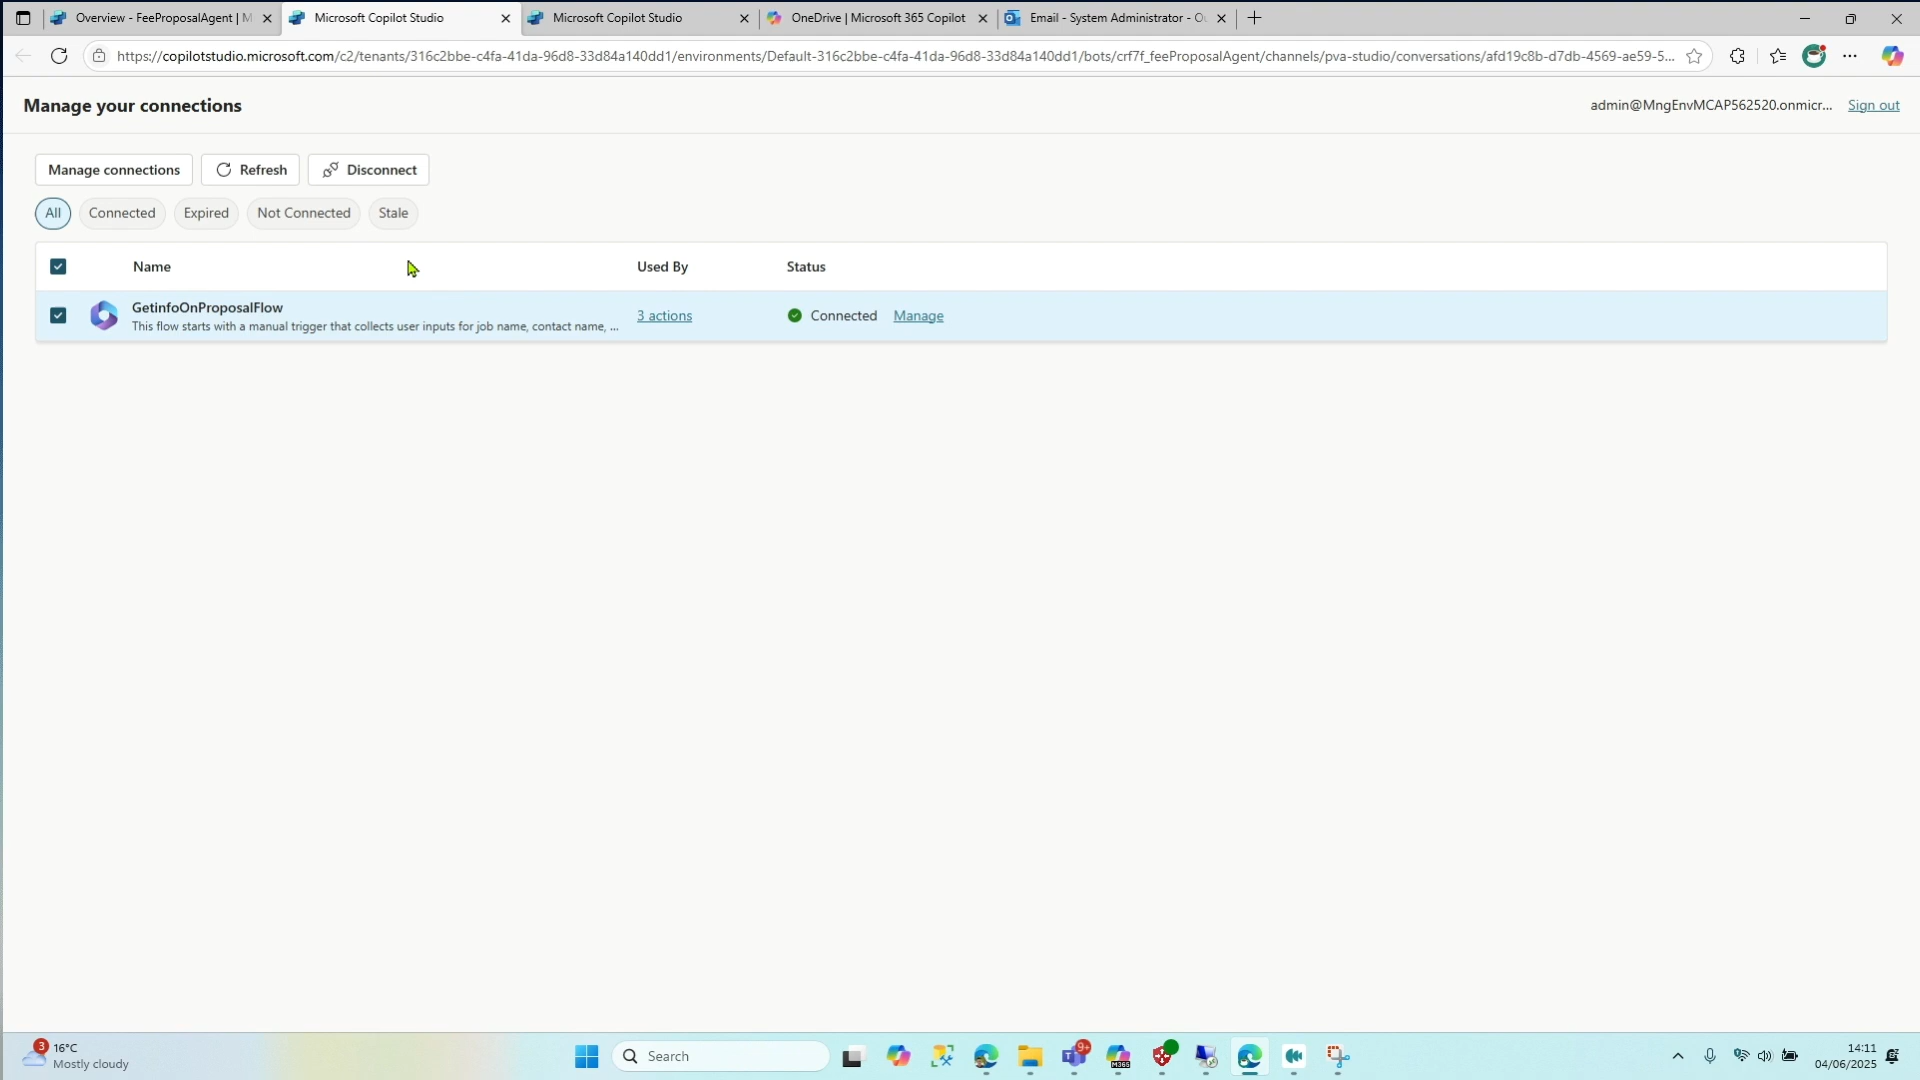 Overview - FeeProposalAgent | M
Microsoft Copilot Studio
Microsoft Copilot Studio
OneDrive | Microsoft 365 Copilot
Email - System Administrator - Ou
https://copilotstudio.microsoft.com/c2/tenants/316c2bbe-c4fa-41da-96d8-33d84a140dd1/environments/Default-316c2bbe-c4fa-41da-96d8-33d84a140dd1/bots/crf7f_feeProposalAgent/channels/pva-studio/conversations/afd19c8b-d7db-4569-ae59-5...
Manage your connections
admin@MngEnvMCAP562520.onmicr...
Sign out
Manage connections
Refresh
Disconnect
All
Connected
Expired
Not Connected
Stale
Name
Used By
Status
GetinfoOnProposalFlow
This flow starts with a manual trigger that collects user inputs for job name, contact name, ...
3 actions
Connected
Manage
3
16°C
Mostly cloudy
Search
9+
M365
14:11
04/06/2025